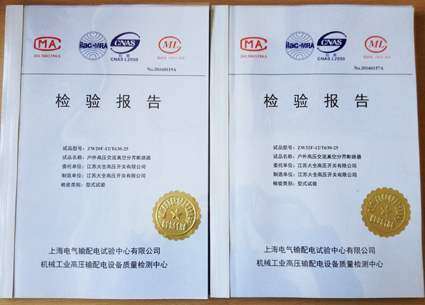 MA
ilac-MRA
CNAS
CNAS L2550
ML
No.20160119A
检验报告
试品型号：ZW20F-12/T630-25
试品名称：户外高压交流真空分界断路器
委托单位：江苏大全高压开关有限公司
制造单位：江苏大全高压开关有限公司
检验类别：型式试验
上海电气输配电试验中心有限公司
机械工业高压输配电设备质量检测中心
MA
ilac-MRA
CNAS
CNAS L2550
ML
No.20160157A
检验报告
试品型号：ZW32F-12/T630-25
试品名称：户外高压交流真空分界断路器
委托单位：江苏大全高压开关有限公司
制造单位：江苏大全高压开关有限公司
检验类别：型式试验
上海电气输配电试验中心有限公司
机械工业高压输配电设备质量检测中心